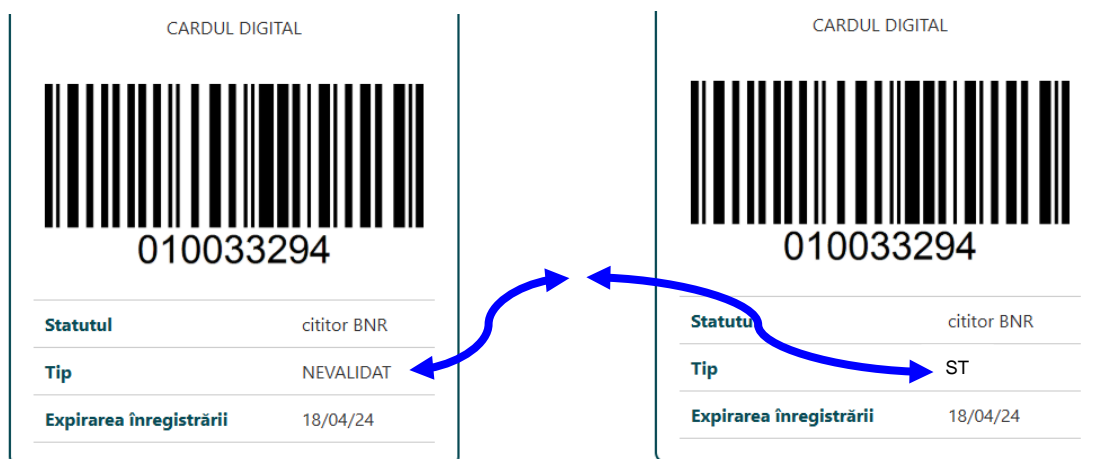 CARDUL DIGITAL
010033294
Statutul cititor BNR
Tip NEVALIDAT
Expirarea înregistrării 18/04/24
CARDUL DIGITAL
010033294
Statutu cititor BNR
Tip ST
Expirarea înregistrării 18/04/24